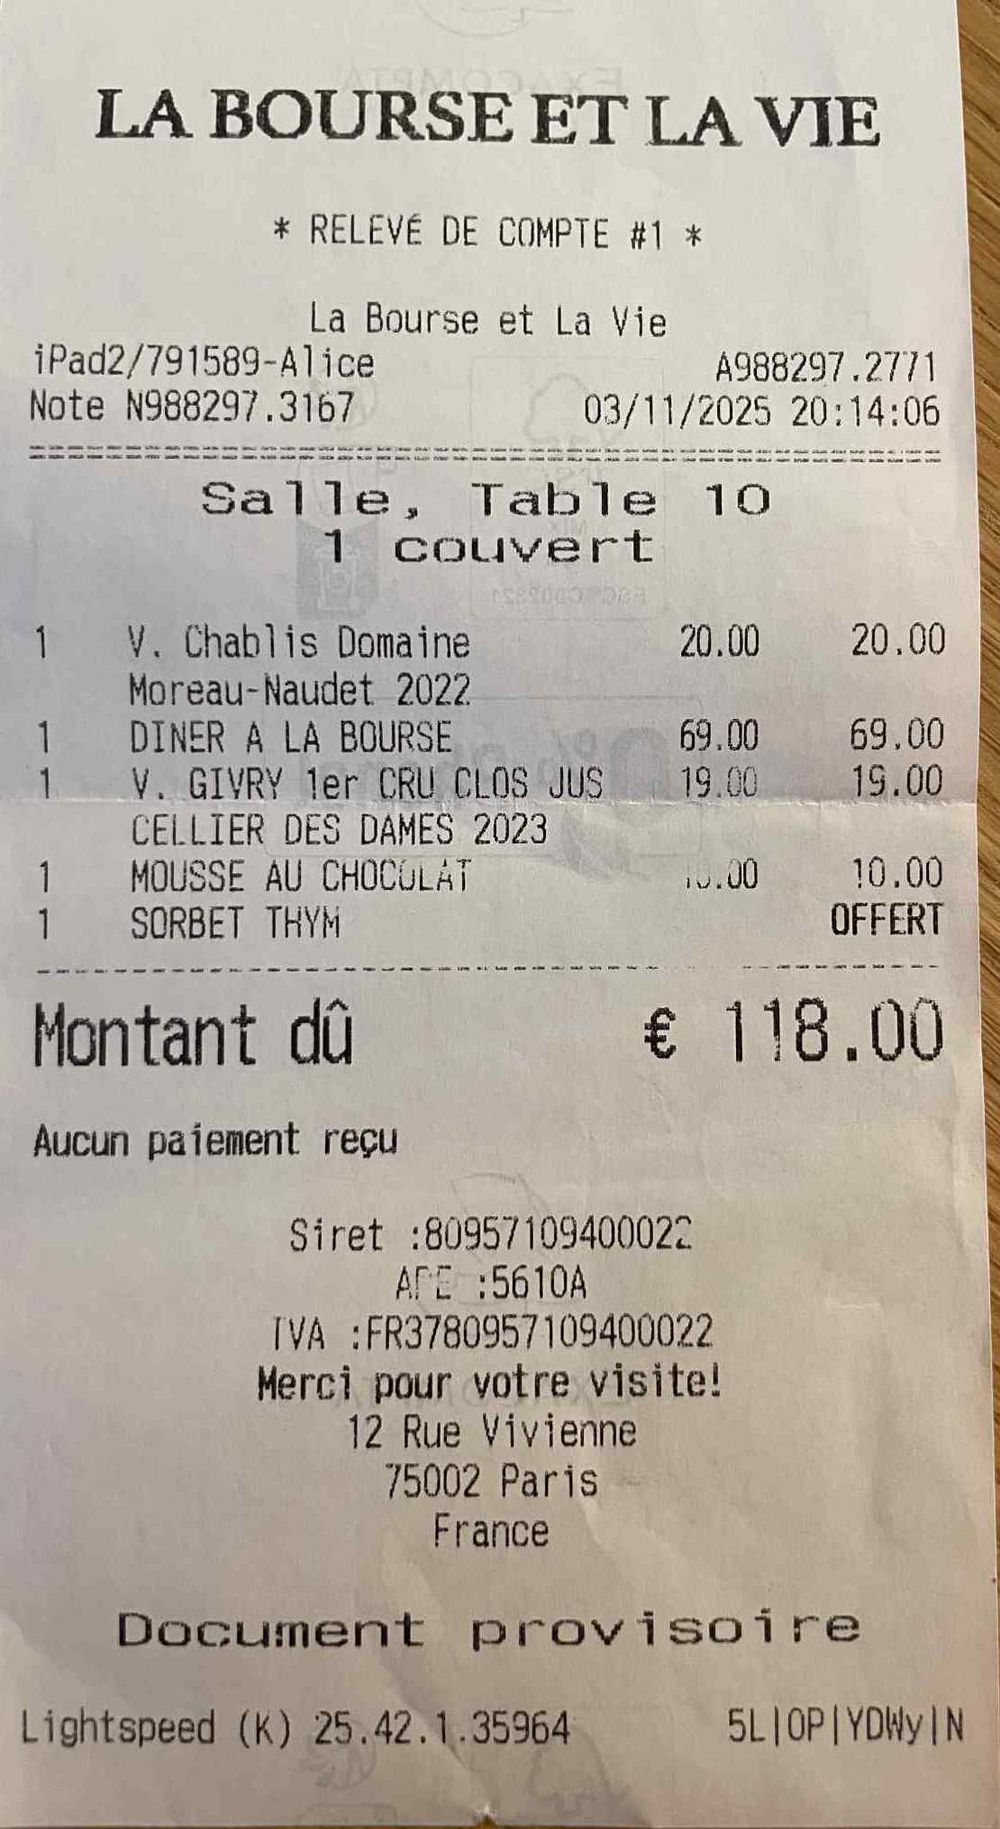 LA BOURSE ET LA VIE
* RELEVÉ DE COMPTE #1 *
La Bourse et La Vie
iPad2/791589-Alice A988297.2771
Note N988297.3167 03/11/2025 20:14:06
Salle, Table 10
1 couvert
1 V. Chablis Domaine 20.00 20.00
Moreau-Naudet 2022
1 DINER A LA BOURSE 69.00 69.00
1 V. GIVRY 1er CRU CLOS JUS 19.00 19.00
CELLIER DES DAMES 2023
1 MOUSSE AU CHOCOLAT 10.00 10.00
1 SORBET THYM OFFERT
Montant dû € 118.00
Aucun paiement reçu
Siret :80957109400022
APE :5610A
TVA :FR3780957109400022
Merci pour votre visite!
12 Rue Vivienne
75002 Paris
France
Document provisoire
Lightspeed (K) 25.42.1.35964 5L|OP|YDWy|N